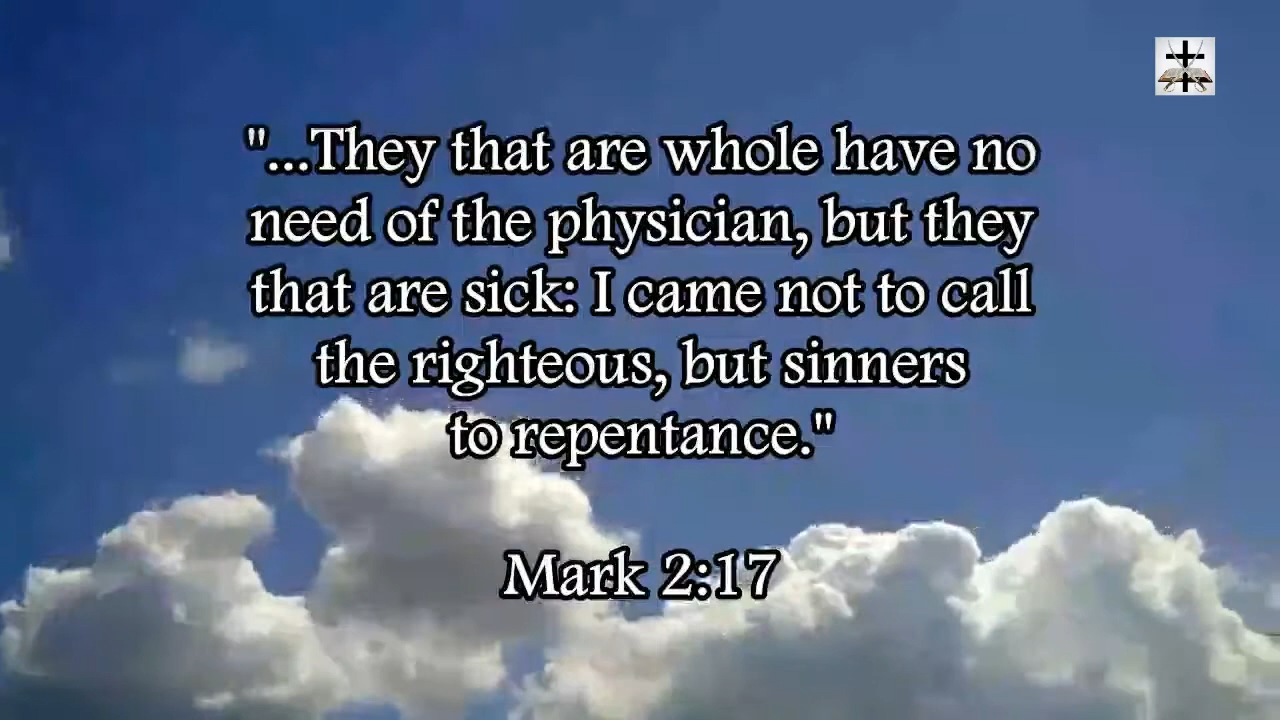 "...They that are whole have no
need of the physician, but they
that are sick: I came not to call
the righteous, but sinners
to repentance."
Mark 2:17